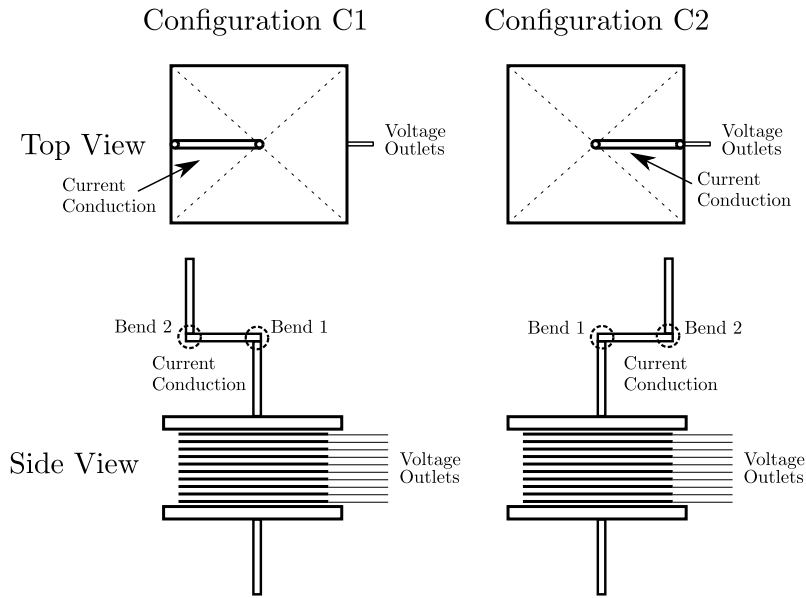 Configuration C1
Configuration C2
Top View
Voltage
Outlets
Current
Conduction
Voltage
Outlets
Current
Conduction
Bend 2
Bend 1
Current
Conduction
Bend 1
Bend 2
Current
Conduction
Side View
Voltage
Outlets
Voltage
Outlets